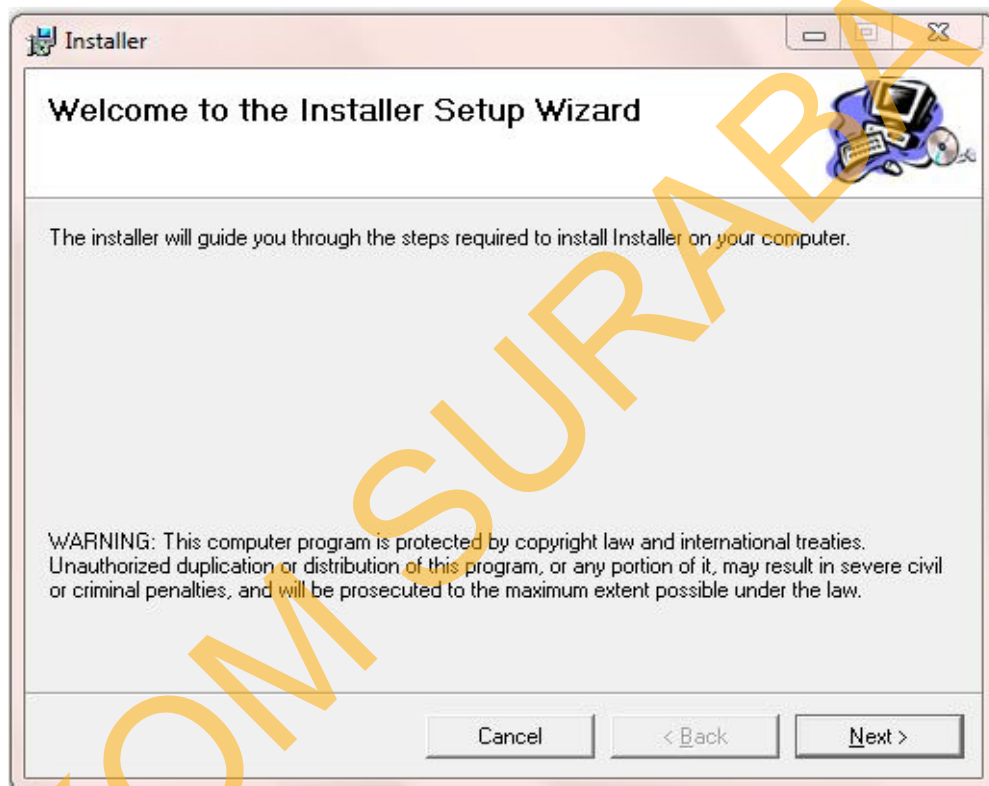 Installer
Welcome to the Installer Setup Wizard
The installer will guide you through the steps required to install Installer on your computer.
WARNING: This computer program is protected by copyright law and international treaties.
Unauthorized duplication or distribution of this program, or any portion of it, may result in severe civil
or criminal penalties, and will be prosecuted to the maximum extent possible under the law.
Cancel
< Back
Next >
OM SURABA